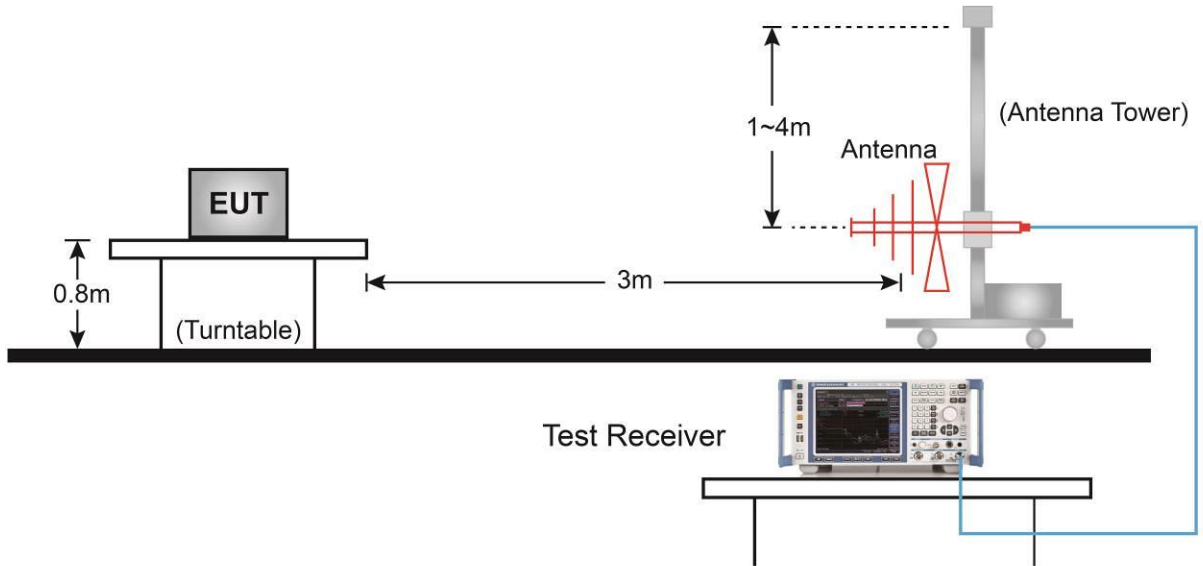 1~4m
(Antenna Tower)
Antenna
EUT
0.8m
3m
(Turntable)
Test Receiver